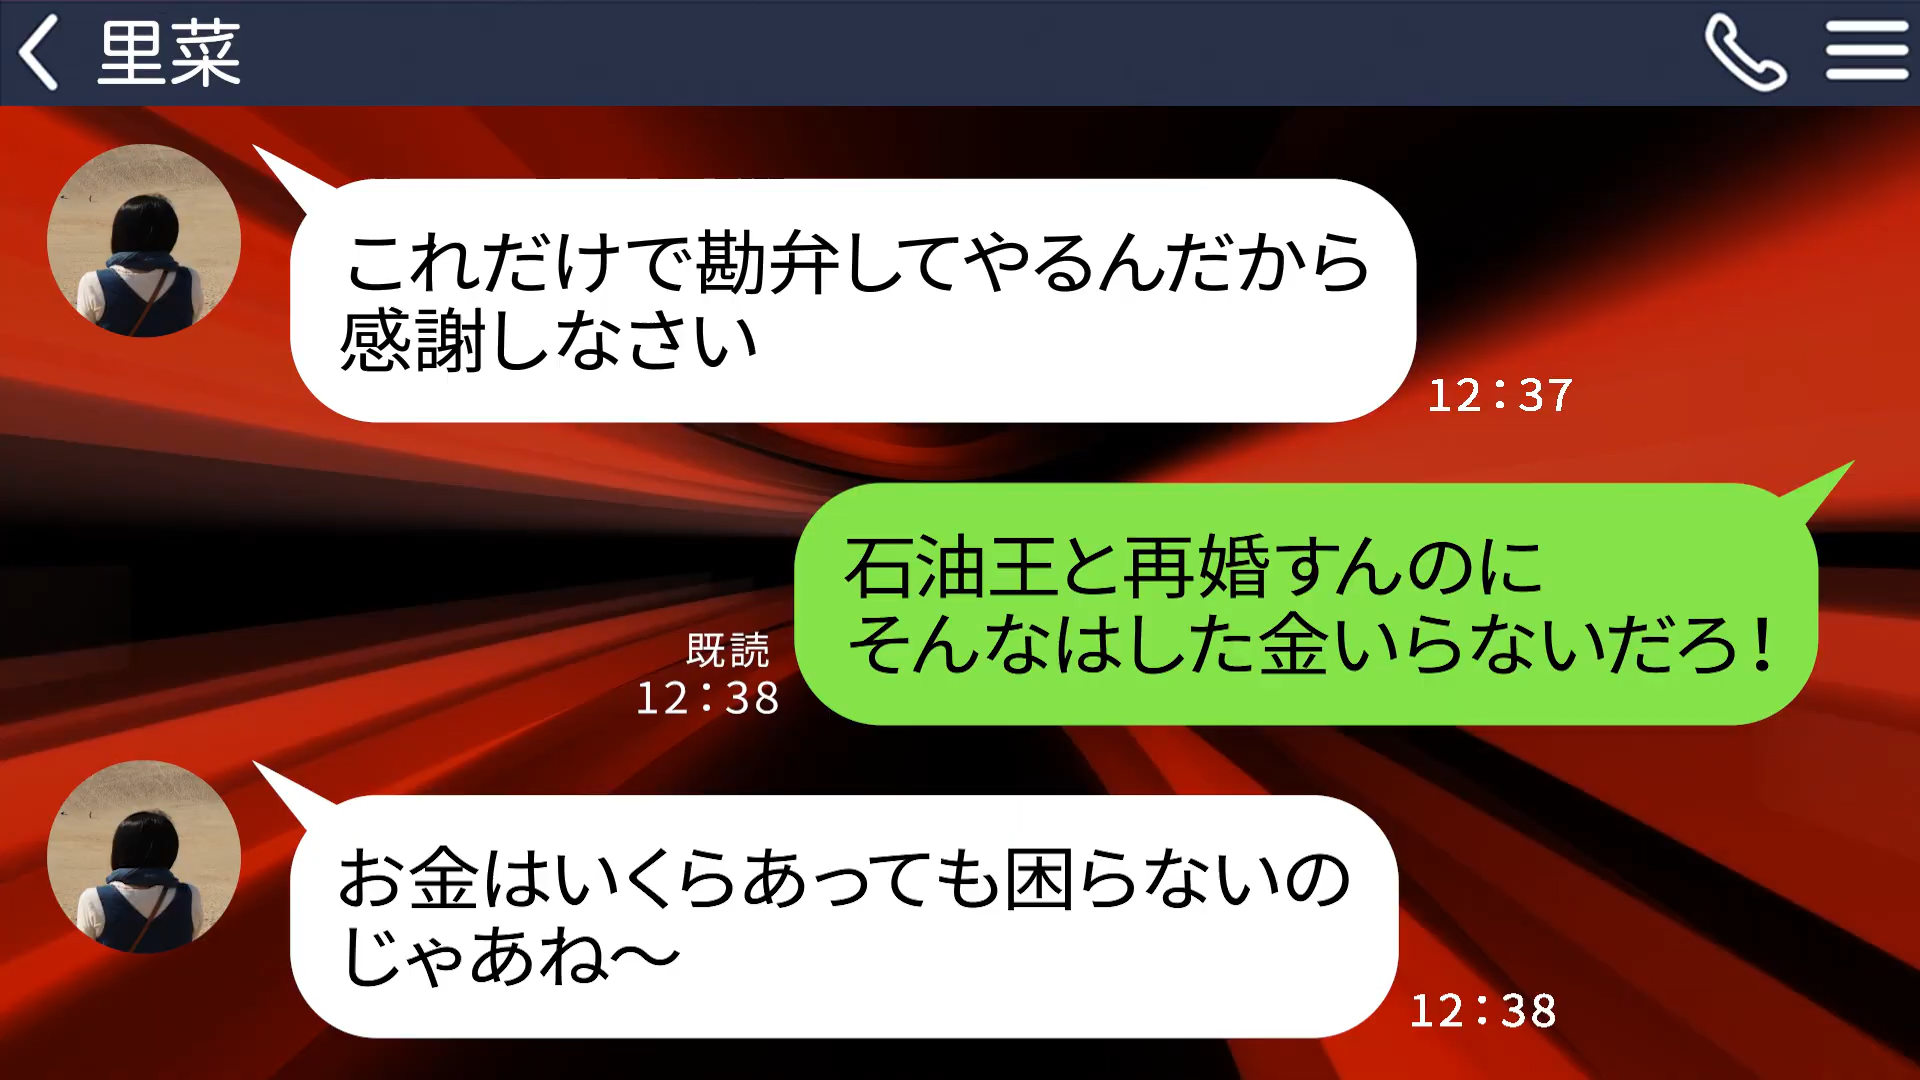 里菜
これだけで勘弁してやるんだから
感謝しなさい
12:37
石油王と再婚すんのに
そんなはした金いらないだろ！
既読
12:38
お金はいくらあっても困らないの
じゃあね～
12:38